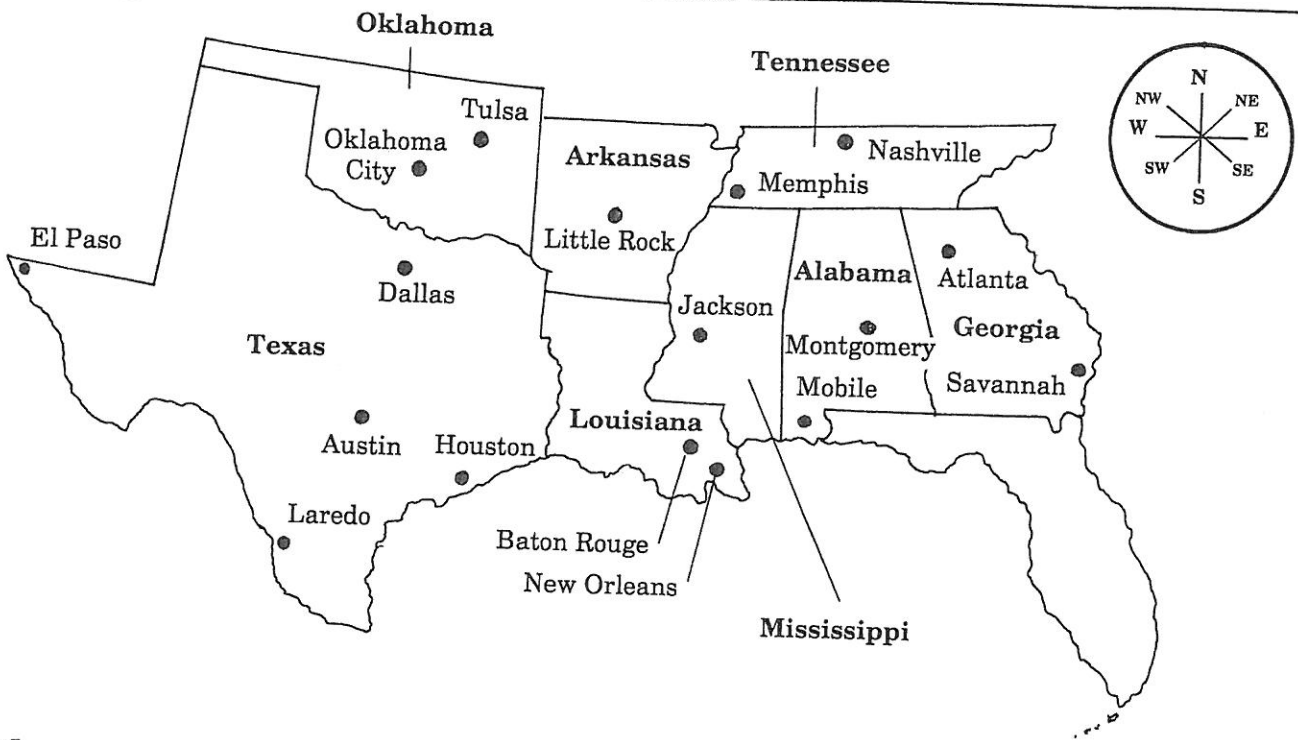 Oklahoma
Tennessee
N
NW
NE
W
E
SW
SE
S
Tulsa
Oklahoma
City
Arkansas
Nashville
Memphis
El Paso
Little Rock
Dallas
Alabama
Atlanta
Jackson
Georgia
Texas
Montgomery
Savannah
Mobile
Louisiana
Austin
Houston
Laredo
Baton Rouge
New Orleans
Mississippi